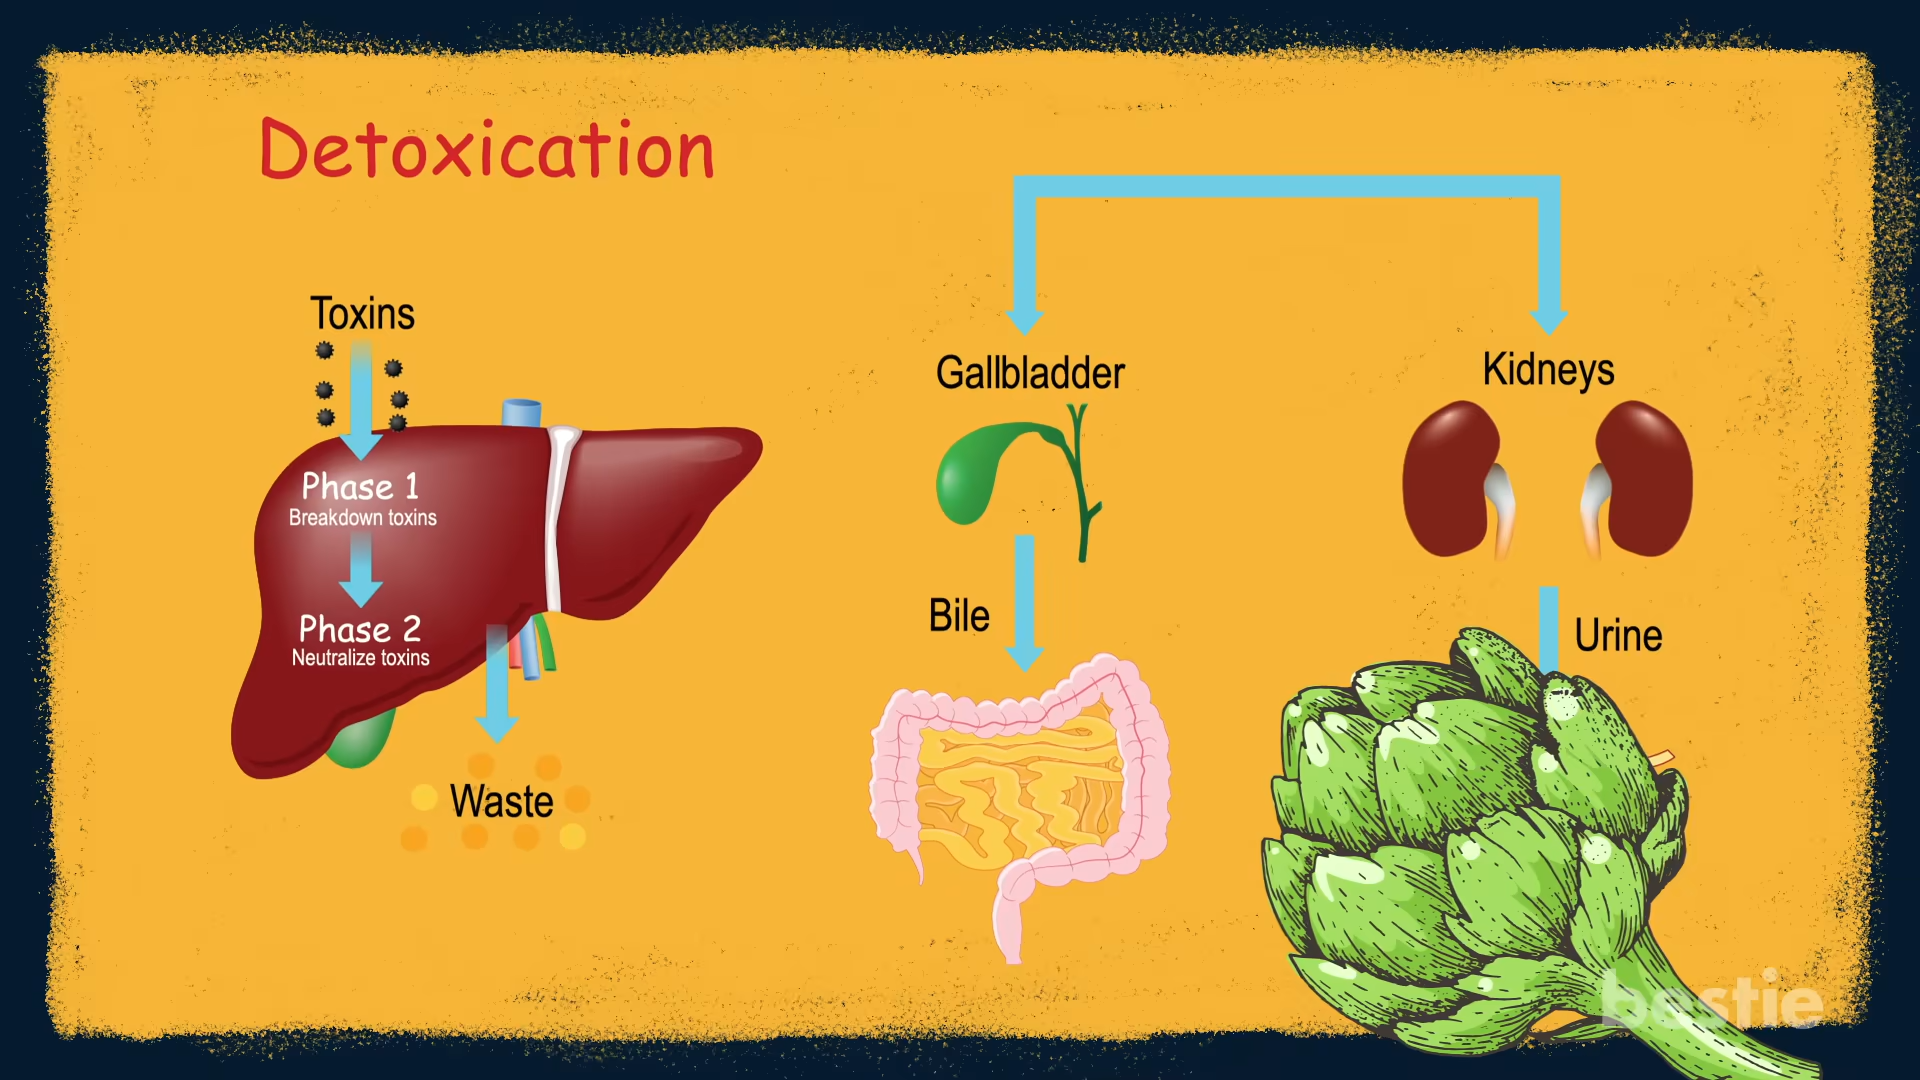 Detoxication
Toxins
Phase 1
Breakdown toxins
Phase 2
Neutralize toxins
Waste
Gallbladder
Bile
Kidneys
Urine
bestie